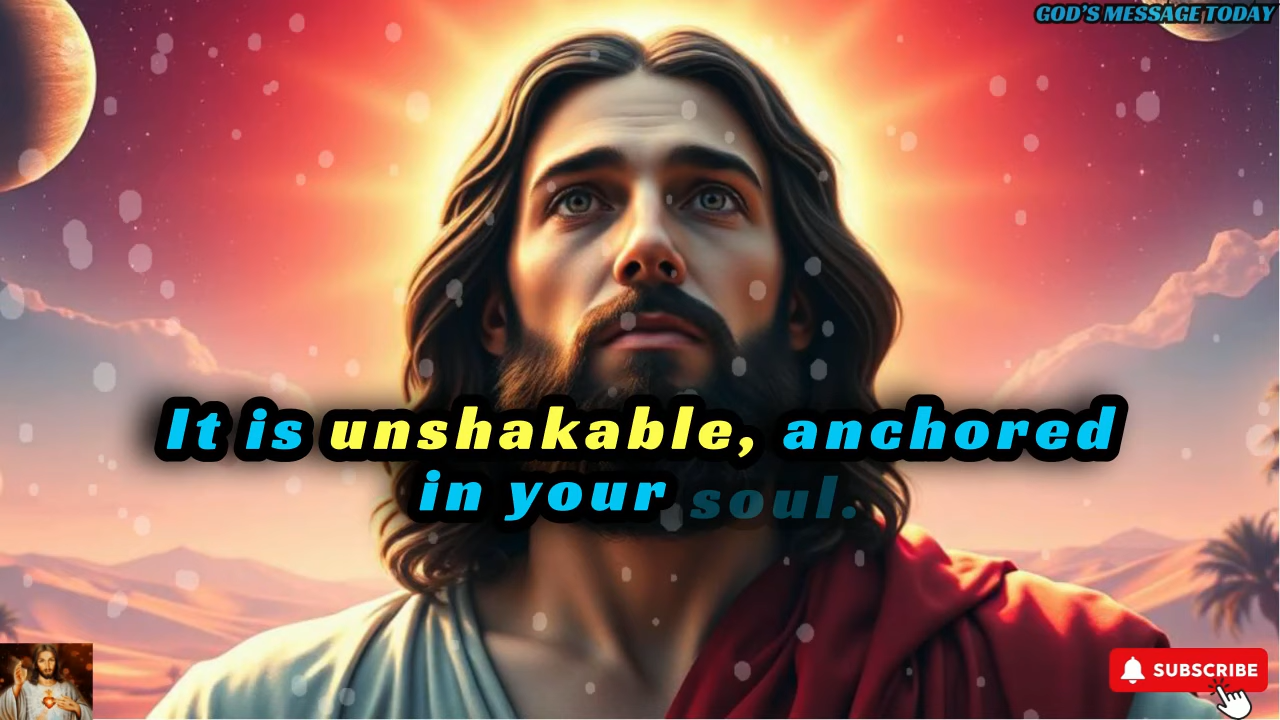 GOD'S MESSAGE TODAY
It is unshakable, anchored
in your soul.
SUBSCRIBE